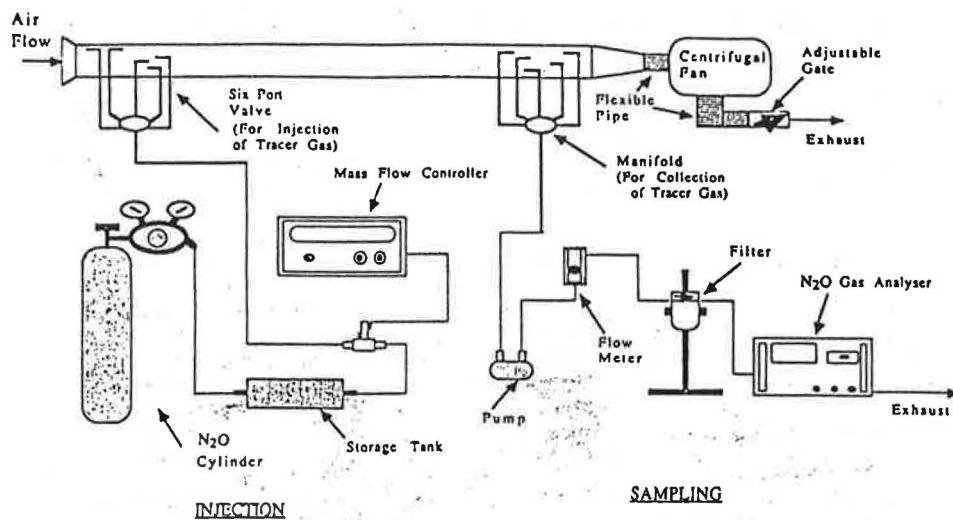 Air
Flow
Six Port
Valve
(For Injection
of Tracer Gas)
Mass Flow Controller
Centrifugal
Fan
Adjustable
Gate
Flexible
Pipe
Exhaust
Manifold
(For Collection
of Tracer Gas)
Filter
N2O Gas Analyser
Flow
Meter
Pump
Exhaust
Storage Tank
N2O
Cylinder
INJECTION
SAMPLING